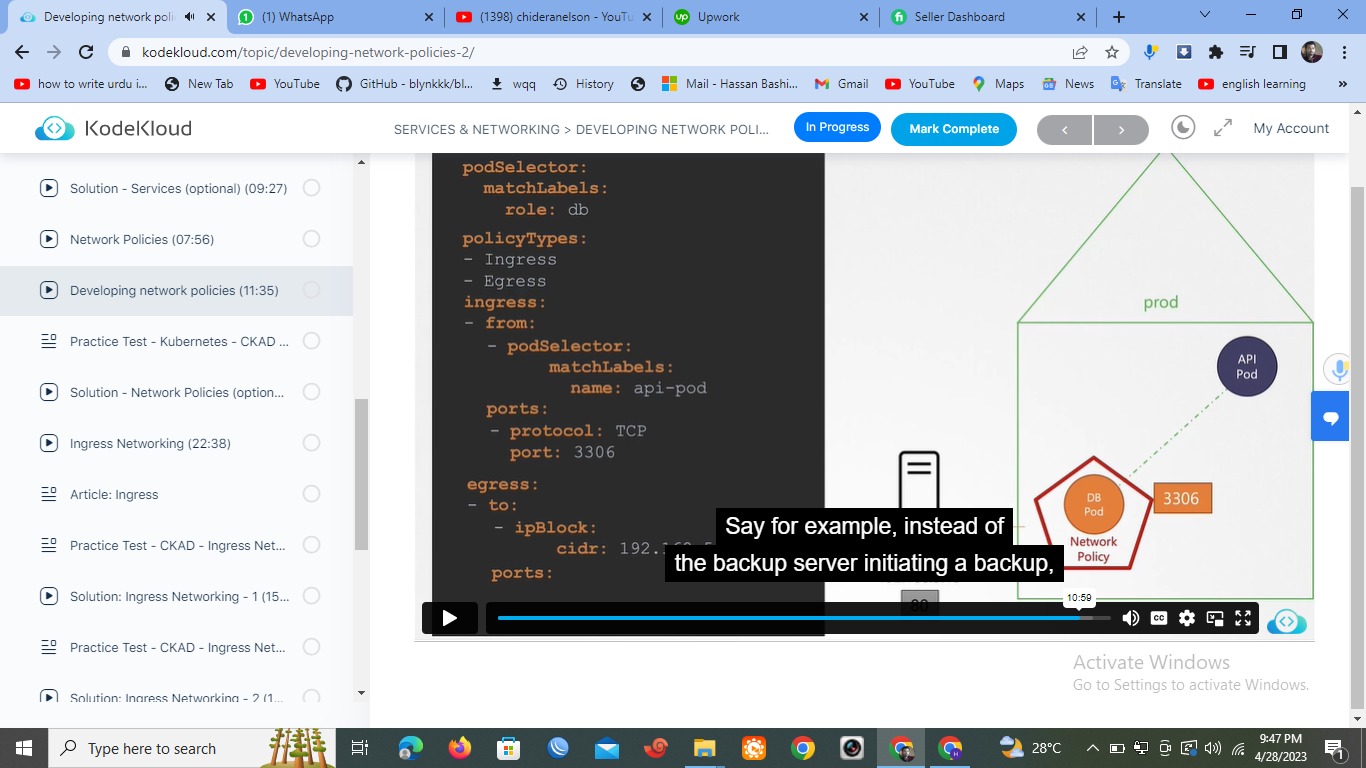 Developing network poli
(1) WhatsApp
(1398) chideranelson - YouTu
Upwork
Seller Dashboard
kodekloud.com/topic/developing-network-policies-2/
how to write urdu i...
New Tab
YouTube
GitHub - blynkkk/bl...
wqq
History
Mail - Hassan Bashi...
Gmail
YouTube
Maps
News
Translate
english learning
»
KodeKloud
SERVICES & NETWORKING > DEVELOPING NETWORK POLI...
In Progress
Mark Complete
My Account
Solution - Services (optional) (09:27)
Network Policies (07:56)
Developing network policies (11:35)
Practice Test - Kubernetes - CKAD ...
Solution - Network Policies (option...
Ingress Networking (22:38)
Article: Ingress
Practice Test - CKAD - Ingress Net...
Solution: Ingress Networking - 1 (15...
Practice Test - CKAD - Ingress Net...
Solution: Ingress Networking - 2 (1...
podSelector:
matchLabels:
role: db
policyTypes:
- Ingress
- Egress
ingress:
- from:
- podSelector:
matchLabels:
name: api-pod
ports:
- protocol: TCP
port: 3306
egress:
- to:
- ipBlock:
cidr: 192.168.5
ports:
prod
API
Pod
DB
Pod
3306
Network
Policy
80
Say for example, instead of
the backup server initiating a backup,
10:59
CC
Activate Windows
Go to Settings to activate Windows.
Type here to search
28°C
9:47 PM
4/28/2023
1